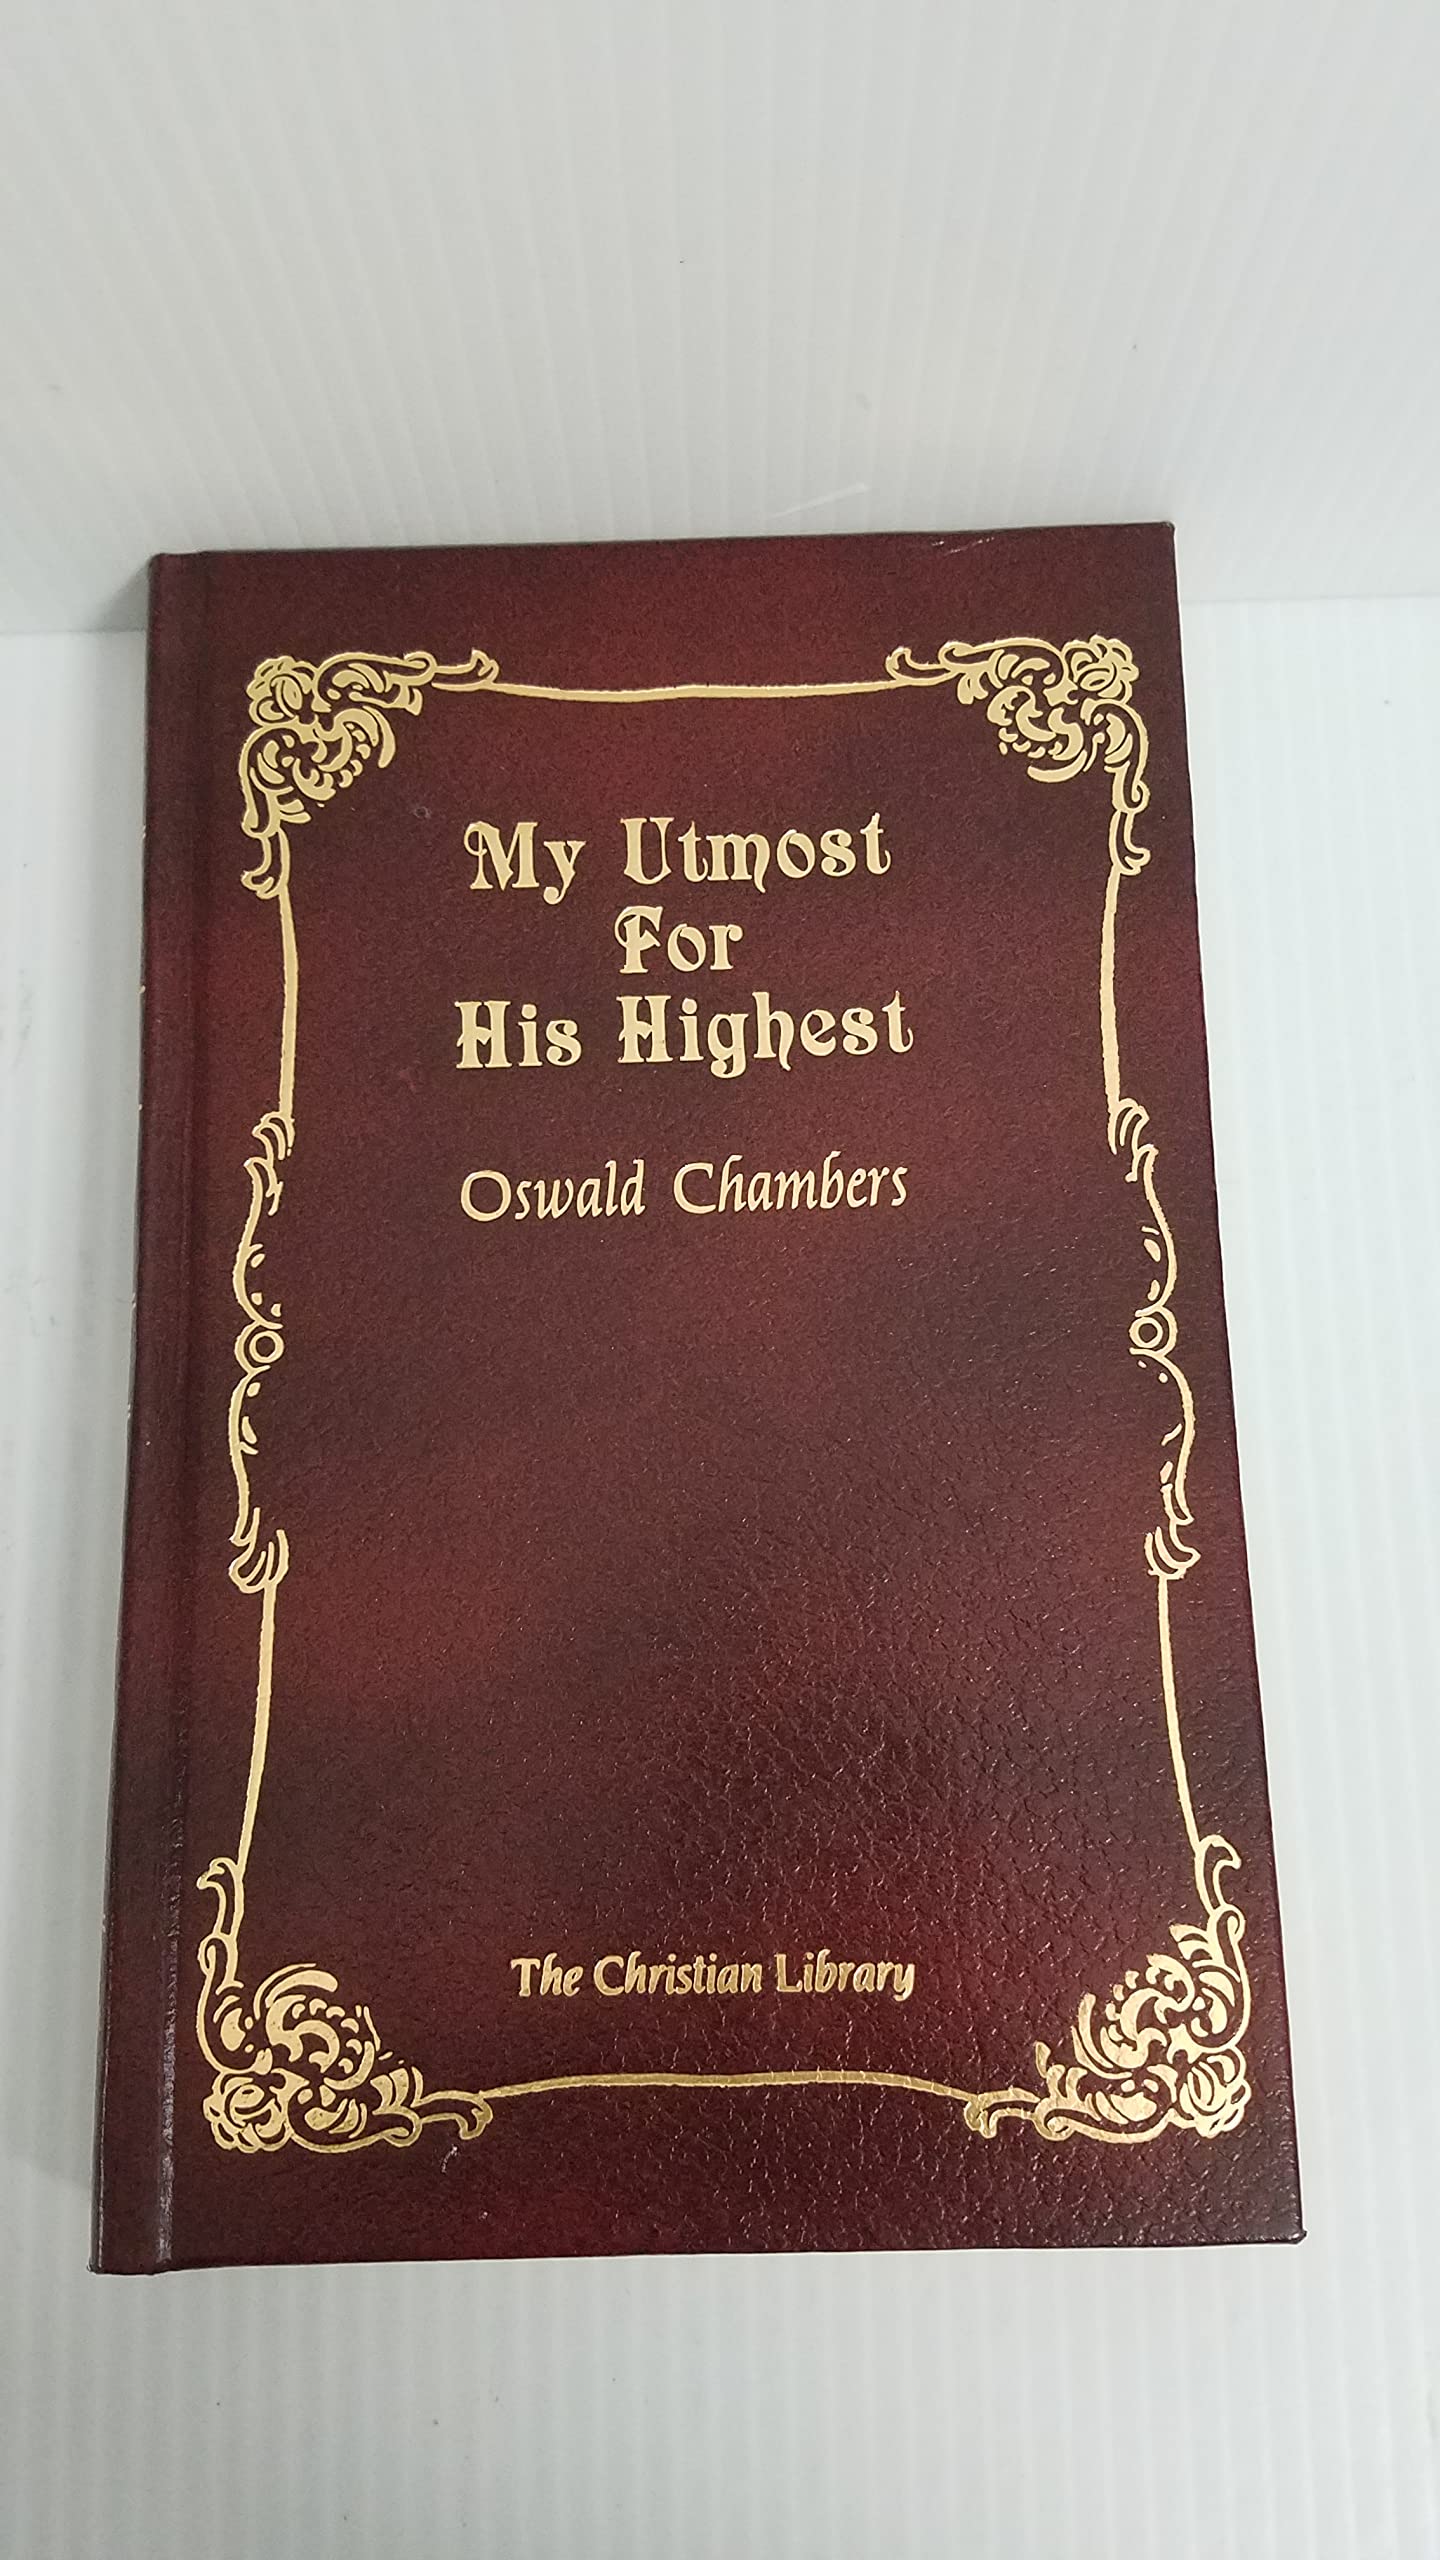 My Utmost
For
His Highest
Oswald Chambers
The Christian Library